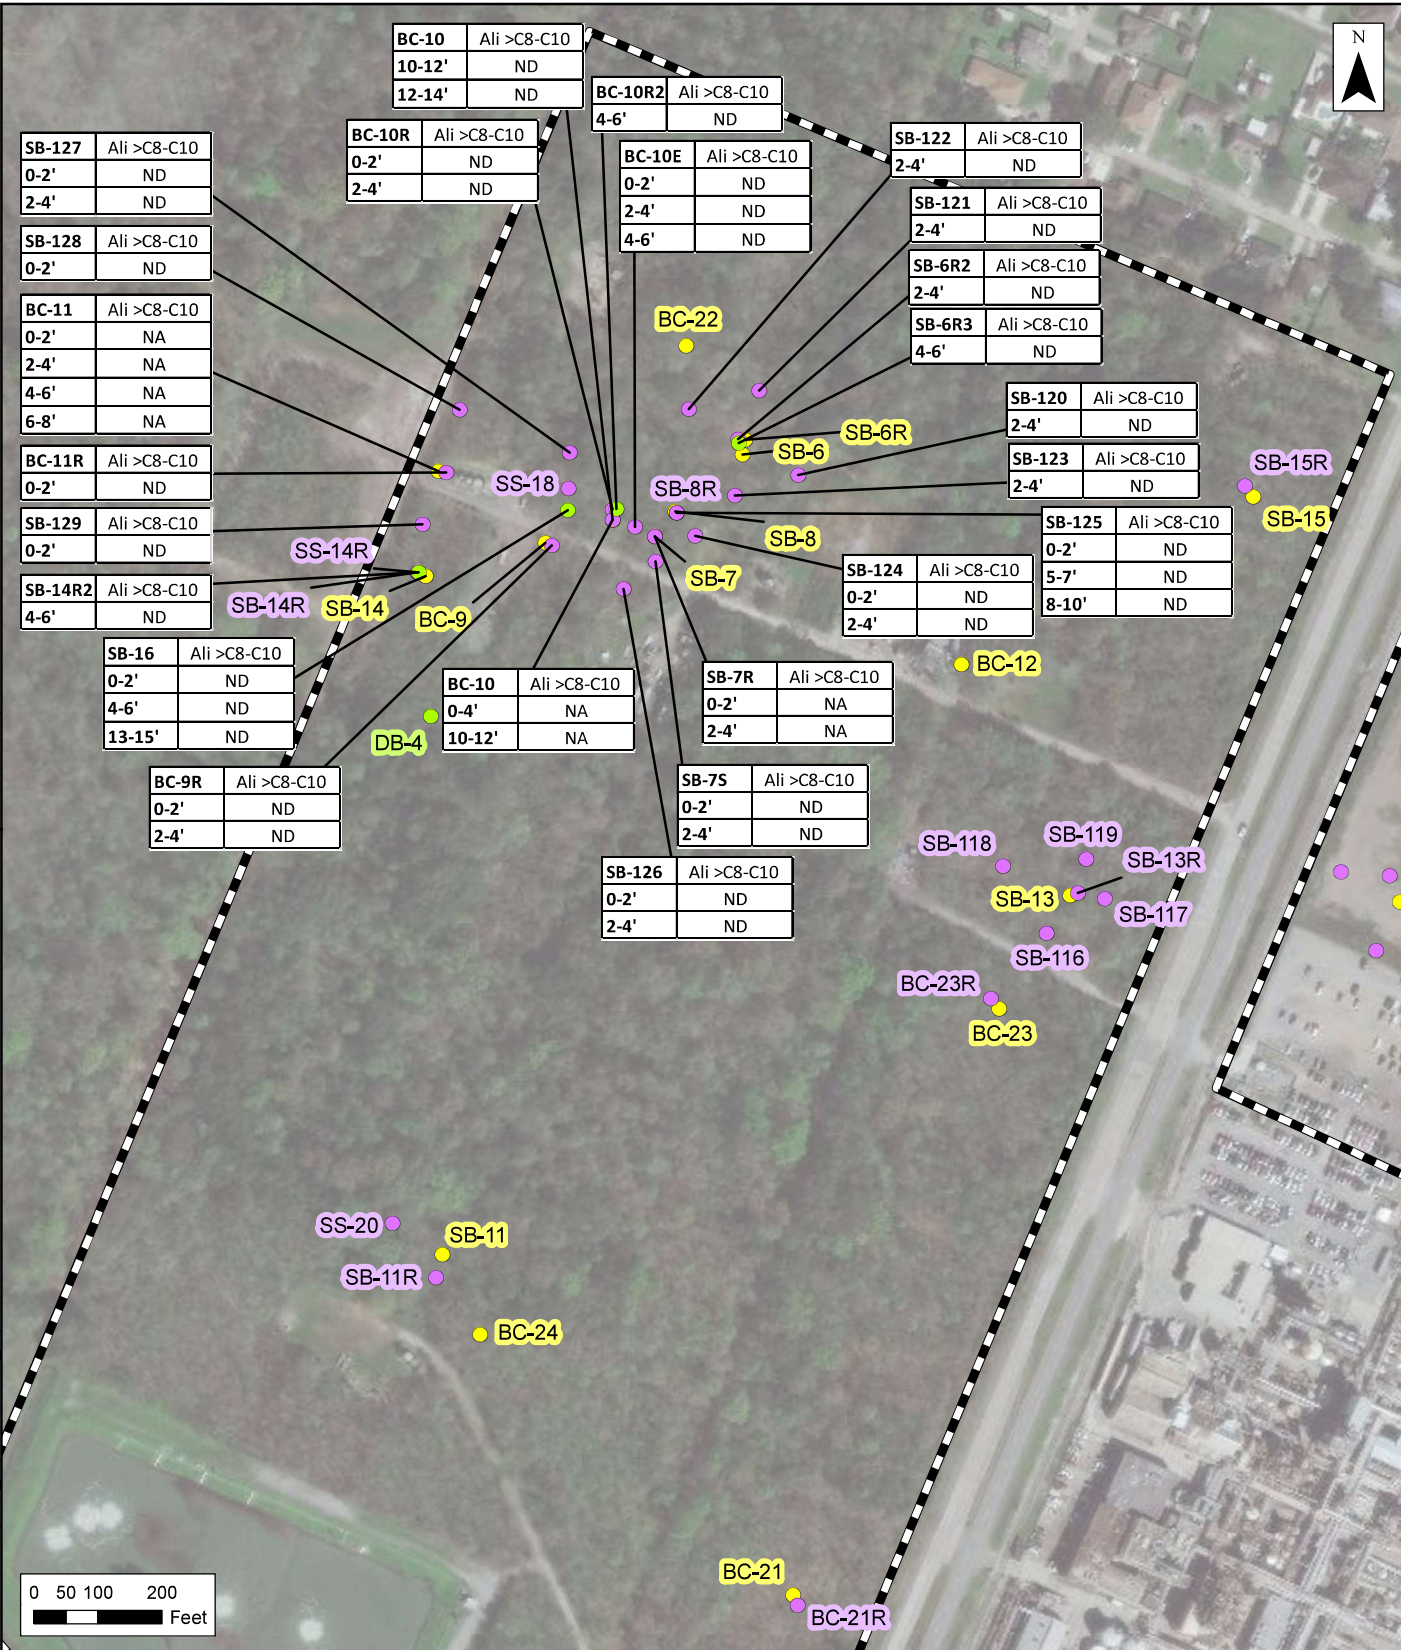 BC-10 Ali >C8-C10
10-12' ND
12-14' ND
N
BC-10R2 Ali >C8-C10
4-6' ND
BC-10R Ali >C8-C10
0-2' ND
2-4' ND
SB-122 Ali >C8-C10
2-4' ND
SB-127 Ali >C8-C10
0-2' ND
2-4' ND
BC-10E Ali >C8-C10
0-2' ND
2-4' ND
4-6' ND
SB-121 Ali >C8-C10
2-4' ND
SB-128 Ali >C8-C10
0-2' ND
SB-6R2 Ali >C8-C10
2-4' ND
BC-11 Ali >C8-C10
0-2' NA
2-4' NA
4-6' NA
6-8' NA
SB-6R3 Ali >C8-C10
4-6' ND
BC-22
SB-120 Ali >C8-C10
2-4' ND
SB-6R
SB-6
BC-11R Ali >C8-C10
0-2' ND
SB-123 Ali >C8-C10
2-4' ND
SB-15R
SB-15
SS-18
SB-8R
SB-8
SB-129 Ali >C8-C10
0-2' ND
SB-125 Ali >C8-C10
0-2' ND
5-7' ND
8-10' ND
SS-14R
SB-14R2 Ali >C8-C10
4-6' ND
SB-14R
SB-14
BC-9
SB-7
SB-124 Ali >C8-C10
0-2' ND
2-4' ND
SB-16 Ali >C8-C10
0-2' ND
4-6' ND
13-15' ND
BC-10 Ali >C8-C10
0-4' NA
10-12' NA
SB-7R Ali >C8-C10
0-2' NA
2-4' NA
BC-12
DB-4
BC-9R Ali >C8-C10
0-2' ND
2-4' ND
SB-7S Ali >C8-C10
0-2' ND
2-4' ND
SB-126 Ali >C8-C10
0-2' ND
2-4' ND
SB-118
SB-119
SB-13R
SB-13
SB-117
SB-116
BC-23R
BC-23
SS-20
SB-11
SB-11R
BC-24
BC-21
BC-21R
0 50 100 200
Feet